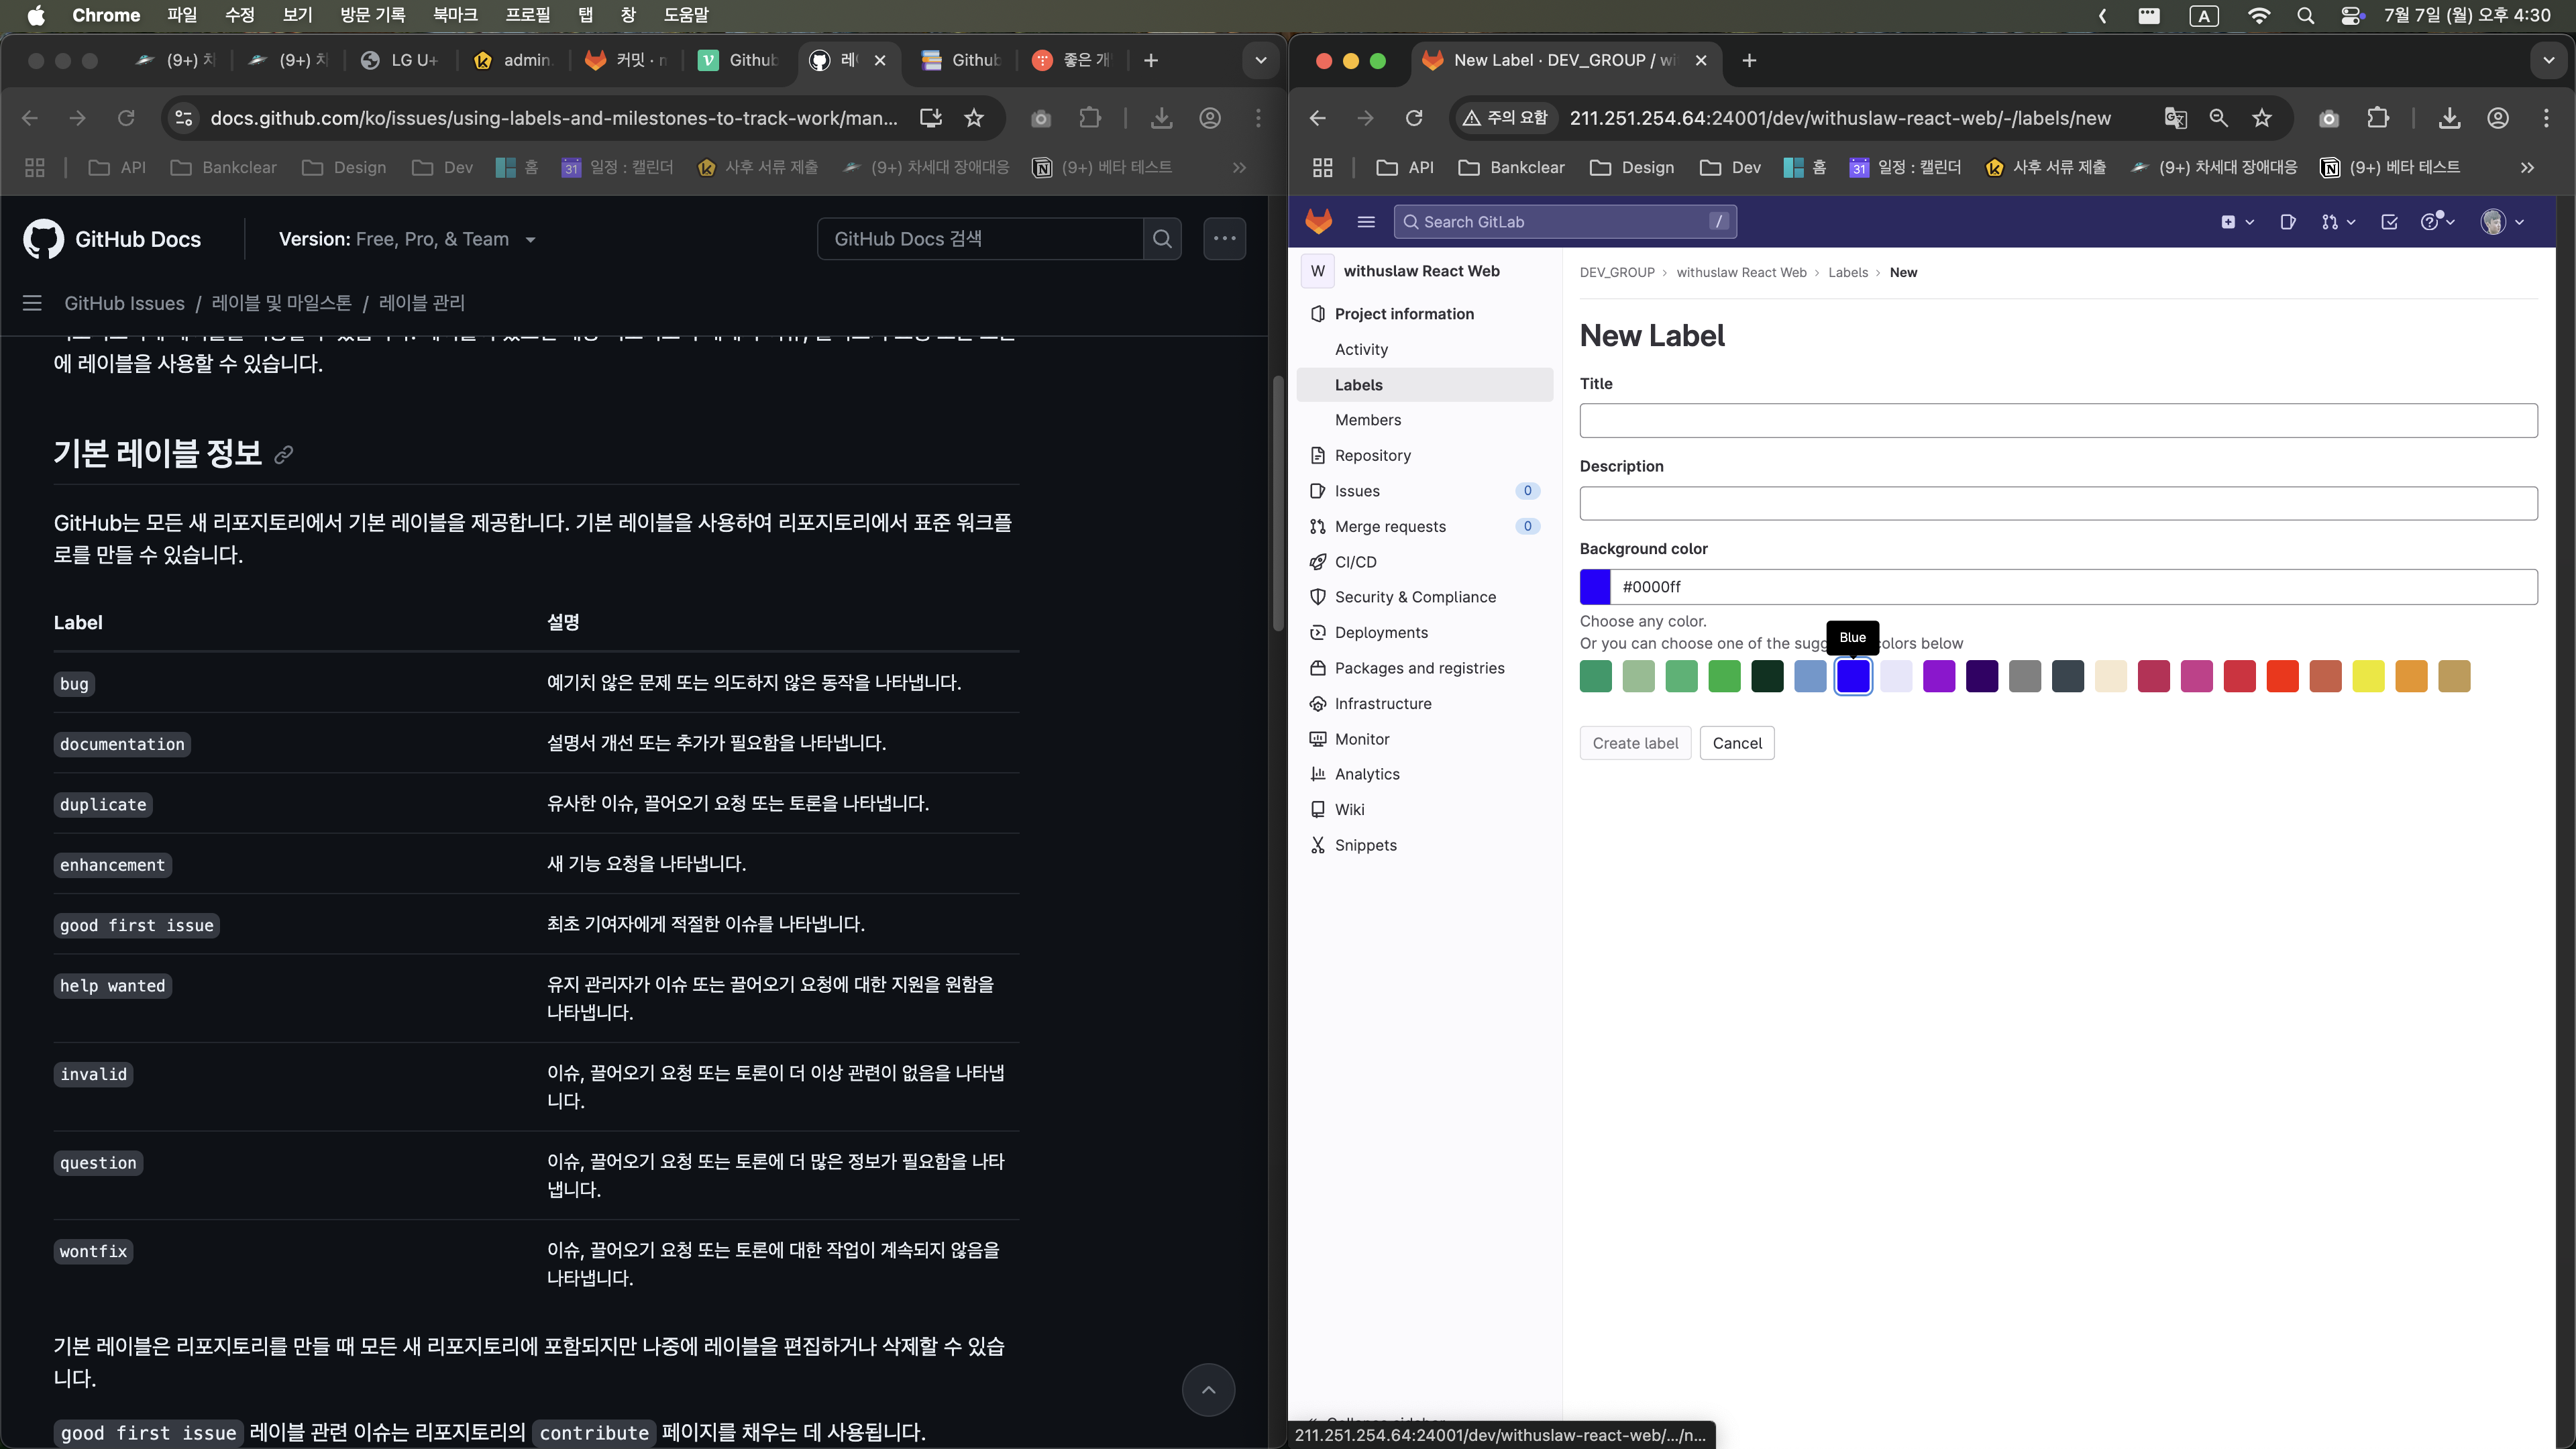 Chrome 파일 수정 보기 방문 기록 북마크 프로필 탭 창 도움말
A 7월 7일 (월) 오후 4:30
(9+) (9+) LG U+ admin. 커밋 · Github 레 Github 좋은 개
docs.github.com/ko/issues/using-labels-and-milestones-to-track-work/man...
API Bankclear Design Dev 홈 31 일정 : 캘린더 사후 서류 제출 (9+) 차세대 장애대응 (9+) 베타 테스트
GitHub Docs Version: Free, Pro, & Team GitHub Docs 검색
GitHub Issues / 레이블 및 마일스톤 / 레이블 관리
에 레이블을 사용할 수 있습니다.
기본 레이블 정보
GitHub는 모든 새 리포지토리에서 기본 레이블을 제공합니다. 기본 레이블을 사용하여 리포지토리에서 표준 워크플
로를 만들 수 있습니다.
Label 설명
bug 예기치 않은 문제 또는 의도하지 않은 동작을 나타냅니다.
documentation 설명서 개선 또는 추가가 필요함을 나타냅니다.
duplicate 유사한 이슈, 끌어오기 요청 또는 토론을 나타냅니다.
enhancement 새 기능 요청을 나타냅니다.
good first issue 최초 기여자에게 적절한 이슈를 나타냅니다.
help wanted 유지 관리자가 이슈 또는 끌어오기 요청에 대한 지원을 원함을
나타냅니다.
invalid 이슈, 끌어오기 요청 또는 토론이 더 이상 관련이 없음을 나타냅
니다.
question 이슈, 끌어오기 요청 또는 토론에 더 많은 정보가 필요함을 나타
냅니다.
wontfix 이슈, 끌어오기 요청 또는 토론에 대한 작업이 계속되지 않음을
나타냅니다.
기본 레이블은 리포지토리를 만들 때 모든 새 리포지토리에 포함되지만 나중에 레이블을 편집하거나 삭제할 수 있습
니다.
good first issue 레이블 관련 이슈는 리포지토리의 contribute 페이지를 채우는 데 사용됩니다.
New Label · DEV_GROUP / wi
주의 요함 211.251.254.64:24001/dev/withuslaw-react-web/-/labels/new
API Bankclear Design Dev 홈 31 일정 : 캘린더 사후 서류 제출 (9+) 차세대 장애대응 (9+) 베타 테스트
Search GitLab /
W withuslaw React Web
Project information
Activity
Labels
Members
Repository
Issues 0
Merge requests 0
CI/CD
Security & Compliance
Deployments
Packages and registries
Infrastructure
Monitor
Analytics
Wiki
Snippets
Collapse sidebar
DEV_GROUP › withuslaw React Web › Labels › New
New Label
Title
Description
Background color
#0000ff
Choose any color.
Or you can choose one of the sugg colors below
Blue
Create label Cancel
211.251.254.64:24001/dev/withuslaw-react-web/.../n...